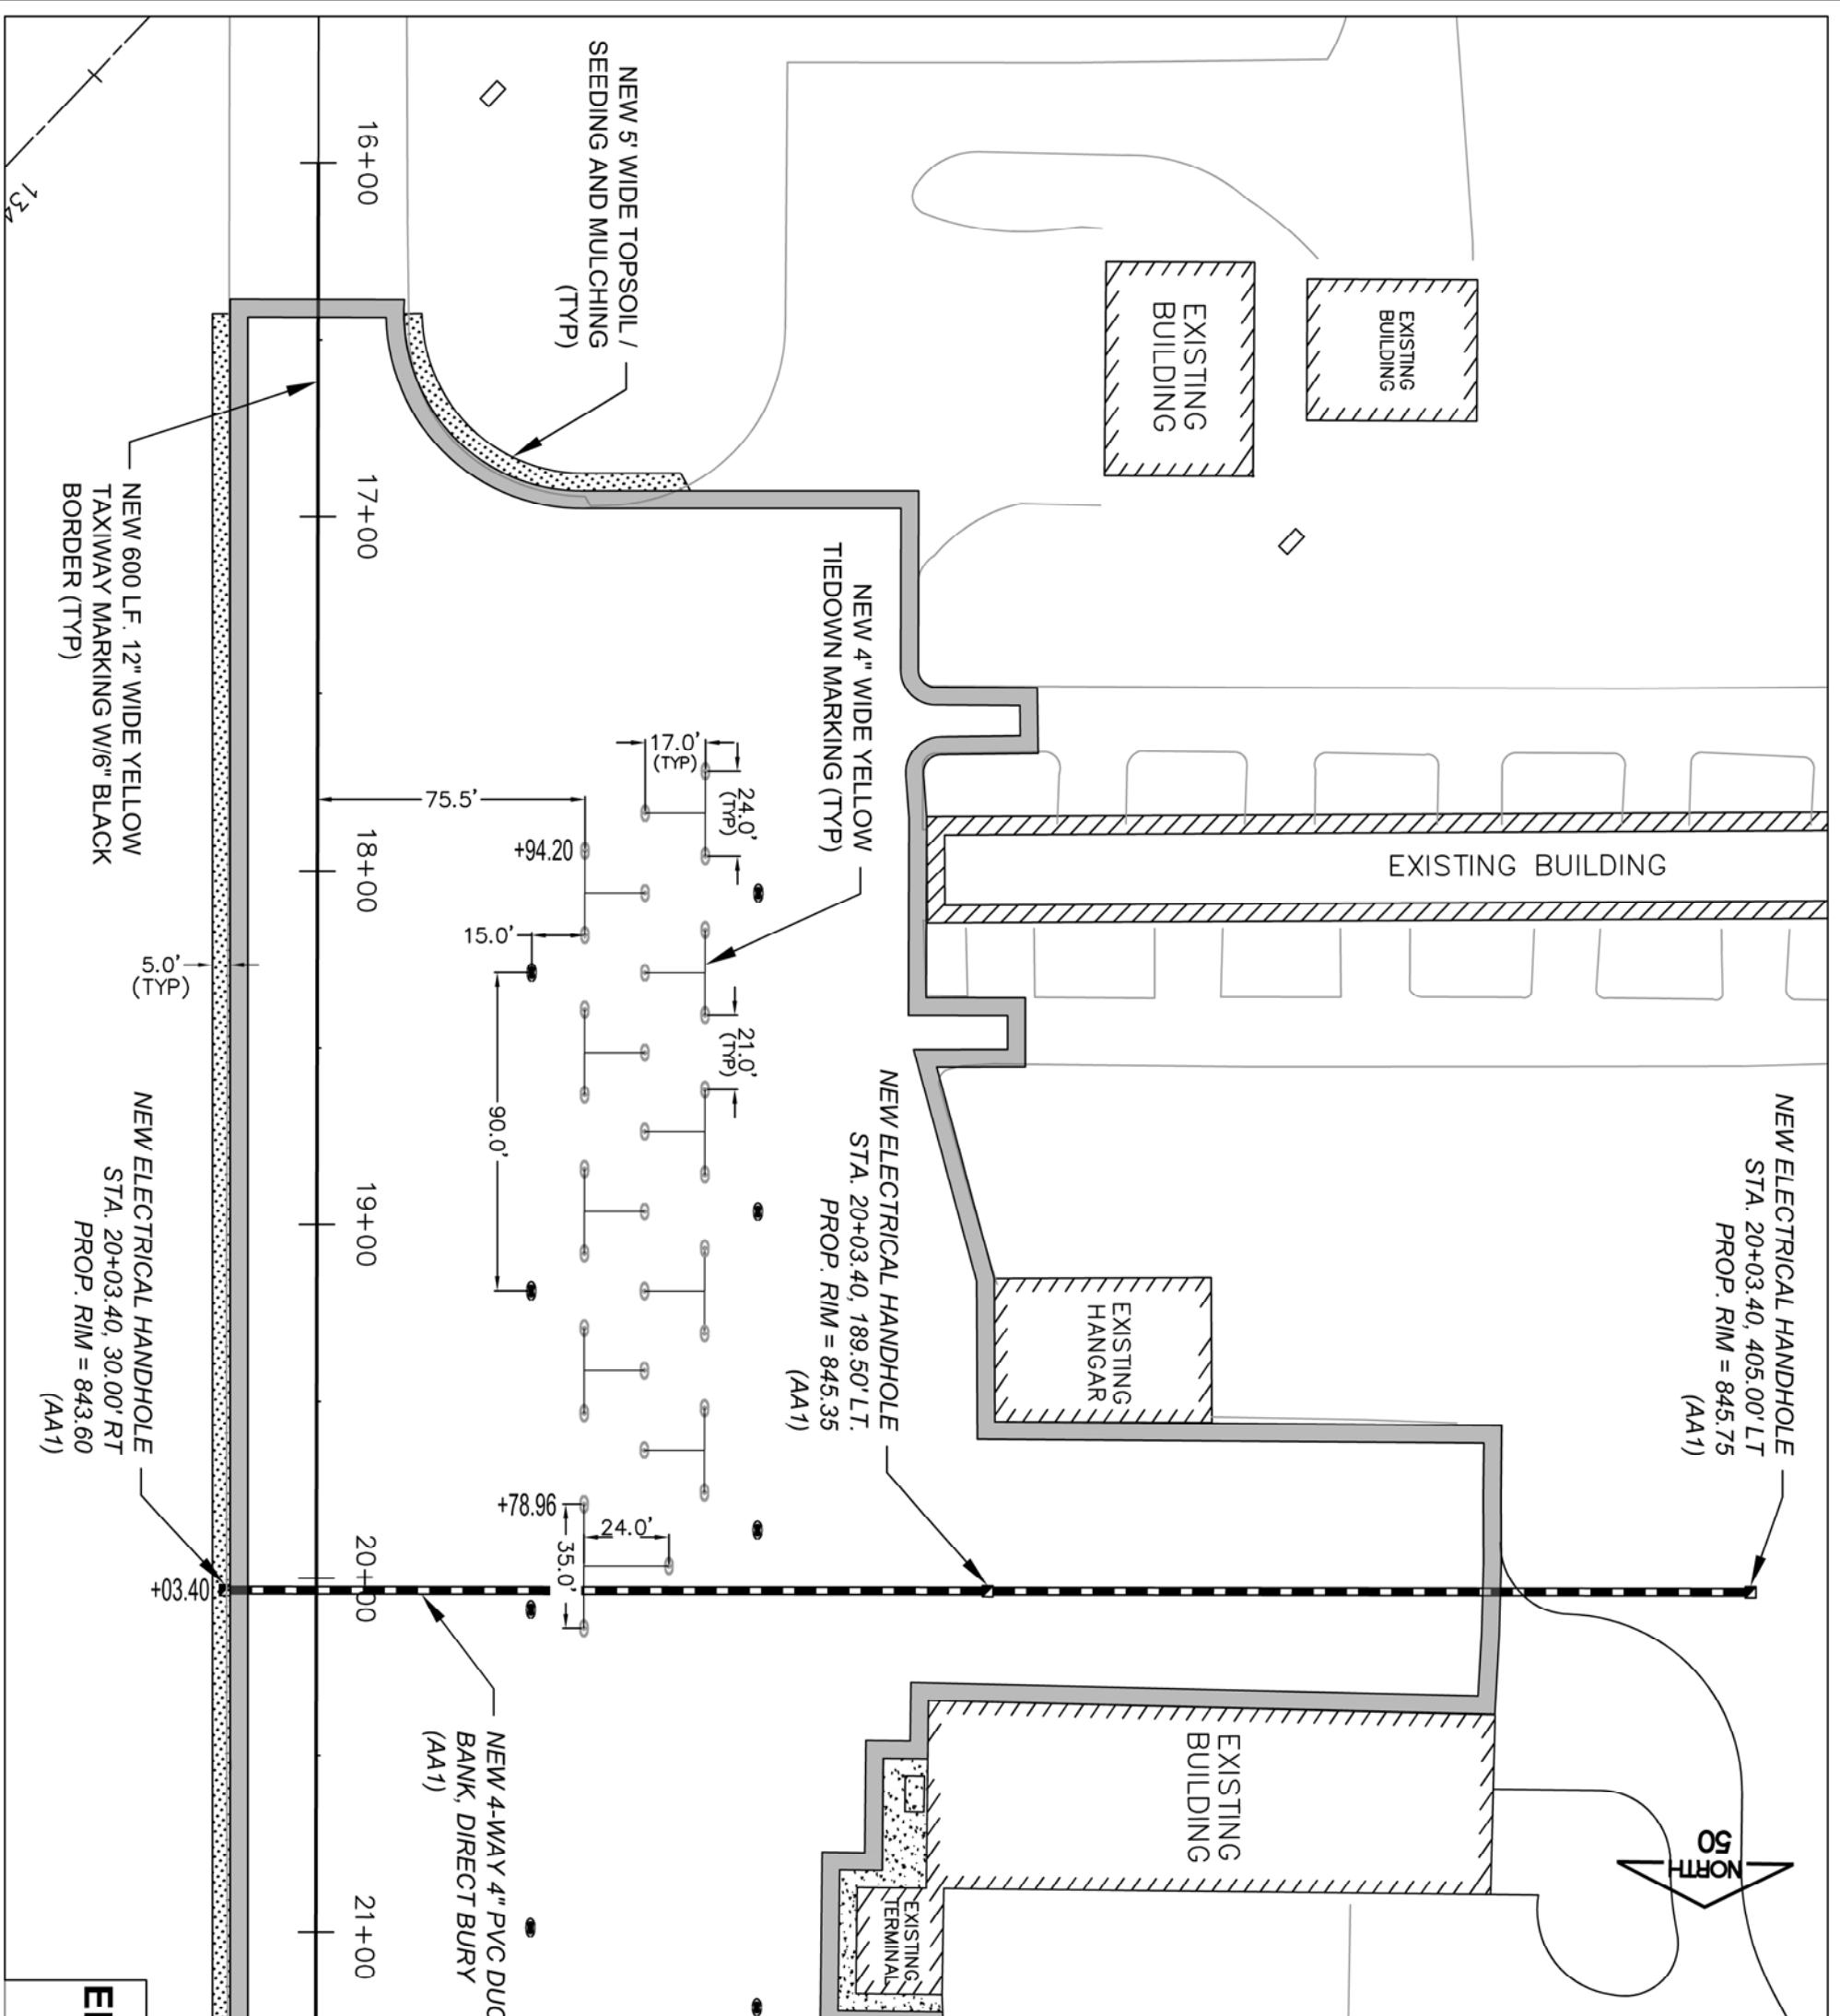 NEW 5' WIDE TOPSOIL /
SEEDING AND MULCHING
(TYP)
16+00
17+00
18+00
19+00
20+00
21+00
134
EXISTING
BUILDING
EXISTING
BUILDING
NEW 600 LF. 12" WIDE YELLOW
TAXIWAY MARKING W/6" BLACK
BORDER (TYP)
NEW 4" WIDE YELLOW
TIEDOWN MARKING (TYP)
17.0'
(TYP)
24.0'
(TYP)
75.5'
+94.20
15.0'
21.0'
(TYP)
90.0'
5.0'
(TYP)
EXISTING BUILDING
NEW ELECTRICAL HANDHOLE
STA. 20+03.40, 405.00' LT
PROP. RIM = 845.75
(AA1)
NEW ELECTRICAL HANDHOLE
STA. 20+03.40, 189.50' LT.
PROP. RIM = 845.35
(AA1)
NEW ELECTRICAL HANDHOLE
STA. 20+03.40, 30.00' RT
PROP. RIM = 843.60
(AA1)
EXISTING
HANGAR
+78.96
24.0'
35.0'
+03.40
NEW 4-WAY 4" PVC DUC
BANK, DIRECT BURY
(AA1)
EXISTING
BUILDING
EXISTING
TERMINAL
NORTH
50